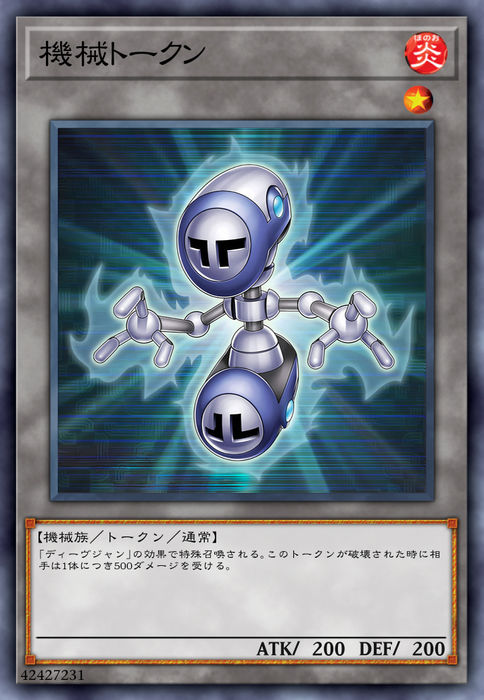 機械トークン
ほのお
炎
【機械族／トークン／通常】
「ディーヴジャン」の効果で特殊召喚される。このトークンが破壊された時に相
手は1体につき500ダメージを受ける。
ATK/ 200 DEF/ 200
42427231